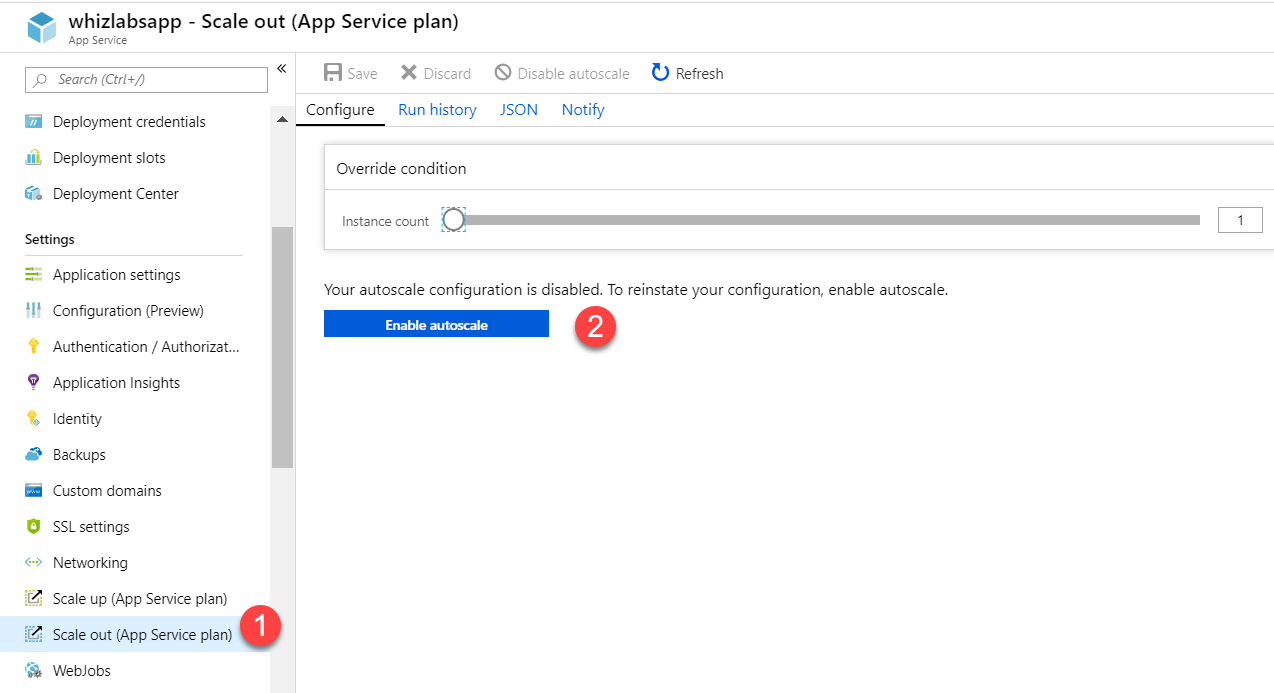 whizlabsapp - Scale out (App Service plan)
App Service
Search (Ctrl+/)
«
Deployment credentials
Deployment slots
Deployment Center
Settings
Application settings
Configuration (Preview)
Authentication / Authorizat...
Application Insights
Identity
Backups
Custom domains
SSL settings
Networking
Scale up (App Service plan)
Scale out (App Service plan) 1
WebJobs
Save Discard Disable autoscale Refresh
Configure Run history JSON Notify
Override condition
Instance count 1
Your autoscale configuration is disabled. To reinstate your configuration, enable autoscale.
Enable autoscale 2